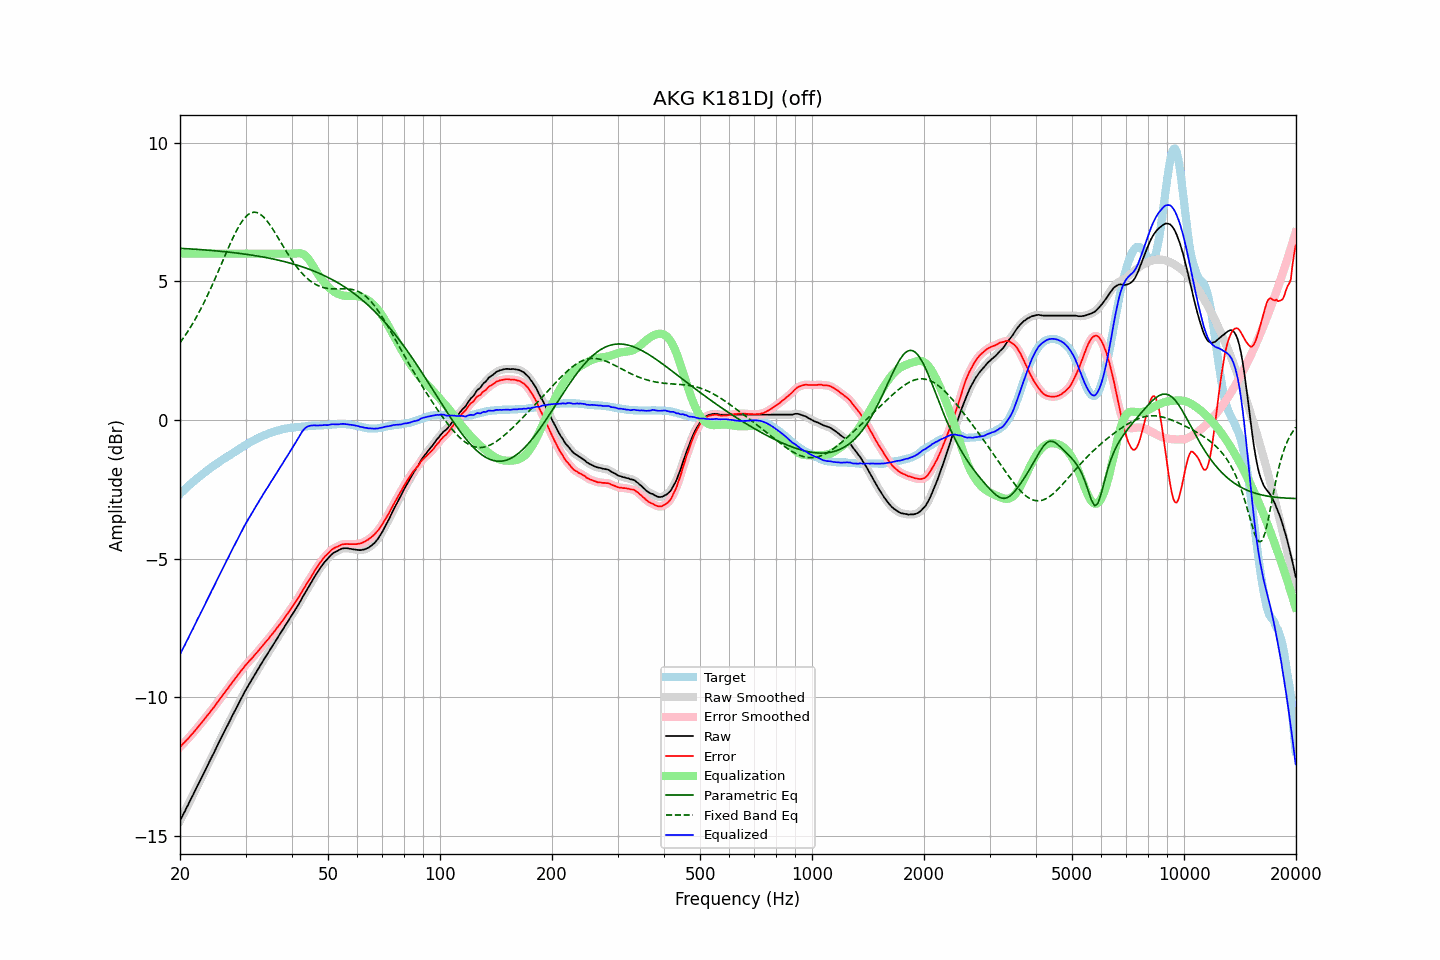 AKG K181DJ (off)
10
5
0
−5
−10
−15
Amplitude (dBr)
Target
Raw Smoothed
Error Smoothed
Raw
Error
Equalization
Parametric Eq
Fixed Band Eq
Equalized
20 50 100 200 500 1000 2000 5000 10000 20000
Frequency (Hz)